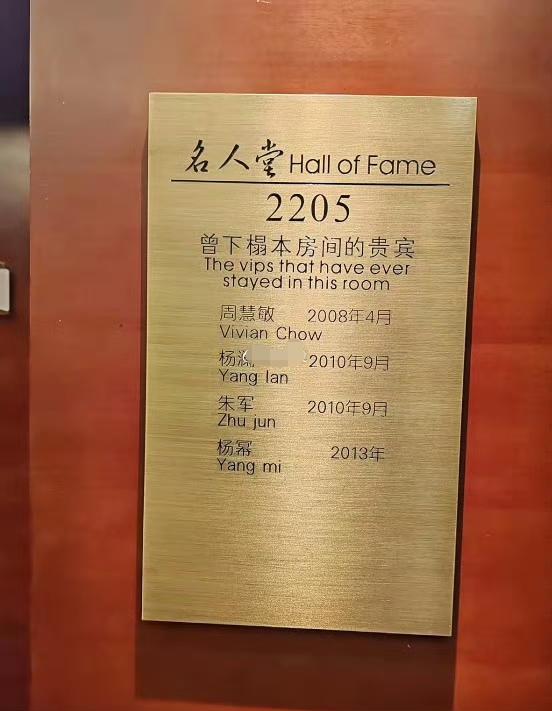 名人堂 Hall of Fame
2205
曾下榻本房间的贵宾
The vips that have ever
stayed in this room
周慧敏 2008年4月
Vivian Chow
杨 2010年9月
Yang lan
朱军 2010年9月
Zhu jun
杨幂 2013年
Yang mi